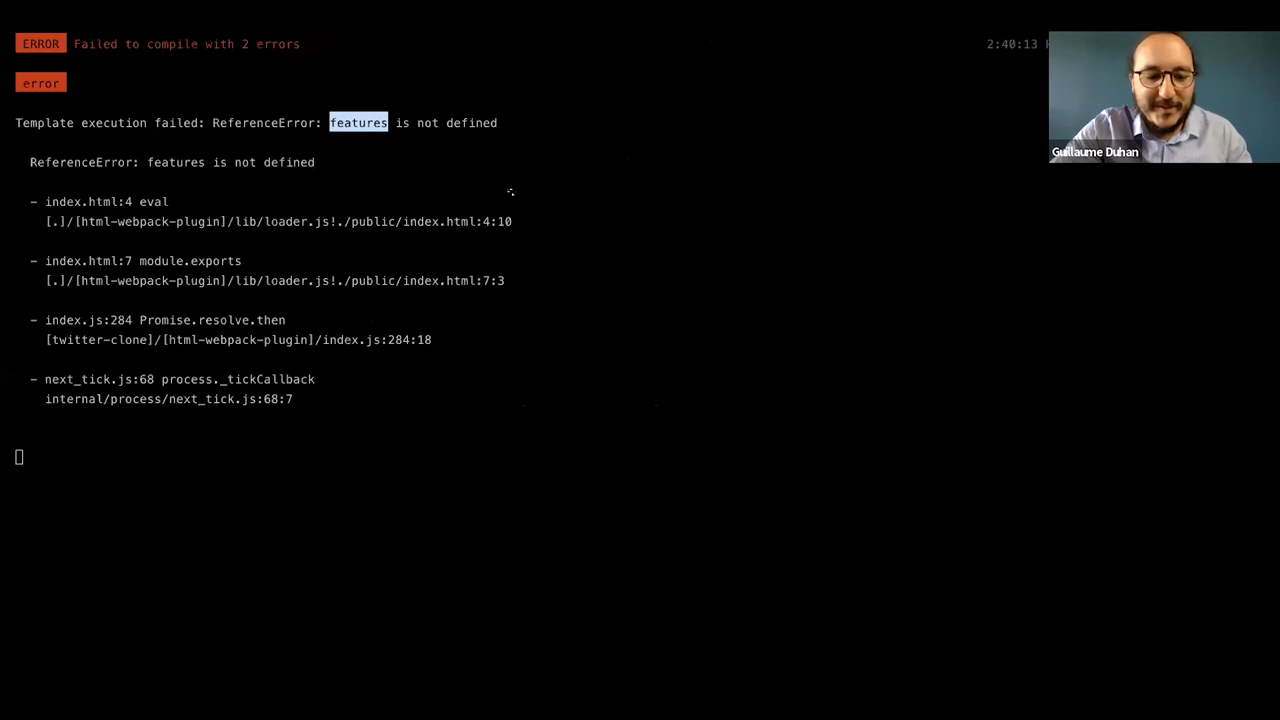 ERROR Failed to compile with 2 errors 2:40:13
error
Template execution failed: ReferenceError: features is not defined
ReferenceError: features is not defined
- index.html:4 eval
[.]/[html-webpack-plugin]/lib/loader.js!./public/index.html:4:10
- index.html:7 module.exports
[.]/[html-webpack-plugin]/lib/loader.js!./public/index.html:7:3
- index.js:284 Promise.resolve.then
[twitter-clone]/[html-webpack-plugin]/index.js:284:18
- next_tick.js:68 process._tickCallback
internal/process/next_tick.js:68:7
Guillaume Duhan